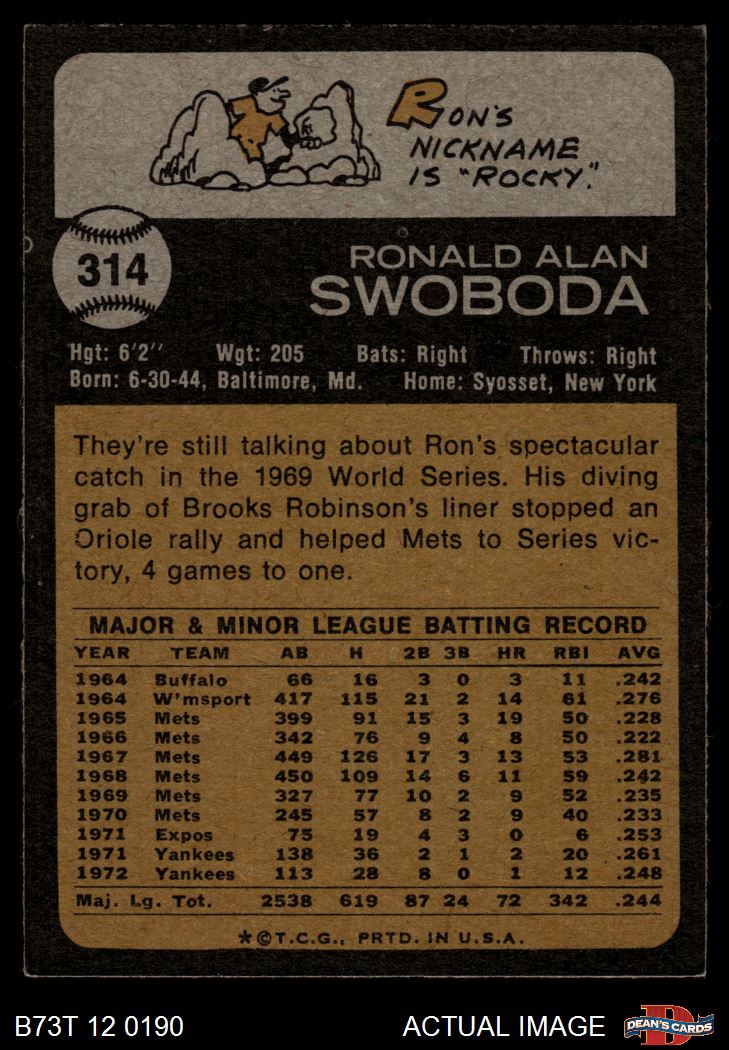 RON'S
NICKNAME
IS "ROCKY."
314
RONALD ALAN
SWOBODA
Hgt: 6'2'' Wgt: 205 Bats: Right Throws: Right
Born: 6-30-44, Baltimore, Md. Home: Syosset, New York
They're still talking about Ron's spectacular
catch in the 1969 World Series. His diving
grab of Brooks Robinson's liner stopped an
Oriole rally and helped Mets to Series vic-
tory, 4 games to one.
MAJOR & MINOR LEAGUE BATTING RECORD
YEAR TEAM AB H 2B 3B HR RBI AVG
1964 Buffalo 66 16 3 0 3 11 .242
1964 W'msport 417 115 21 2 14 61 .276
1965 Mets 399 91 15 3 19 50 .228
1966 Mets 342 76 9 4 8 50 .222
1967 Mets 449 126 17 3 13 53 .281
1968 Mets 450 109 14 6 11 59 .242
1969 Mets 327 77 10 2 9 52 .235
1970 Mets 245 57 8 2 9 40 .233
1971 Expos 75 19 4 3 0 6 .253
1971 Yankees 138 36 2 1 2 20 .261
1972 Yankees 113 28 8 0 1 12 .248
Maj. Lg. Tot. 2538 619 87 24 72 342 .244
*©T.C.G., PRTD. IN U.S.A.
B73T 12 0190 ACTUAL IMAGE
D
DEAN'S CARDS